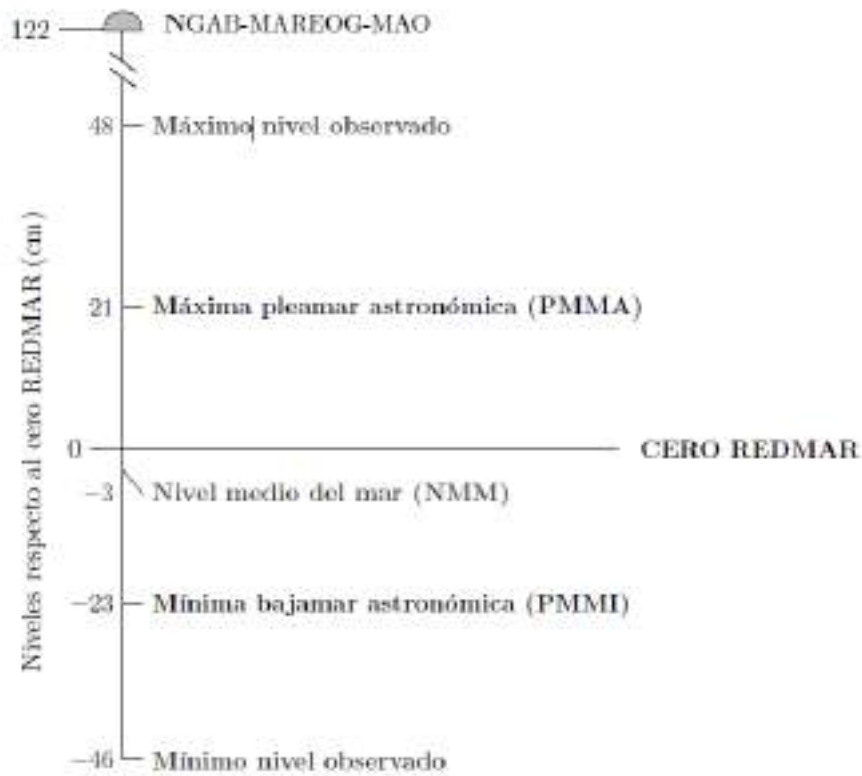 122 NGAB-MAREOG-MAO
48 Máximo nivel observado
21 Máxima pleamar astronómica (PMMA)
0 CERO REDMAR
−3 Nivel medio del mar (NMM)
−23 Mínima bajamar astronómica (PMMI)
−46 Mínimo nivel observado
Niveles respecto al cero REDMAR (cm)